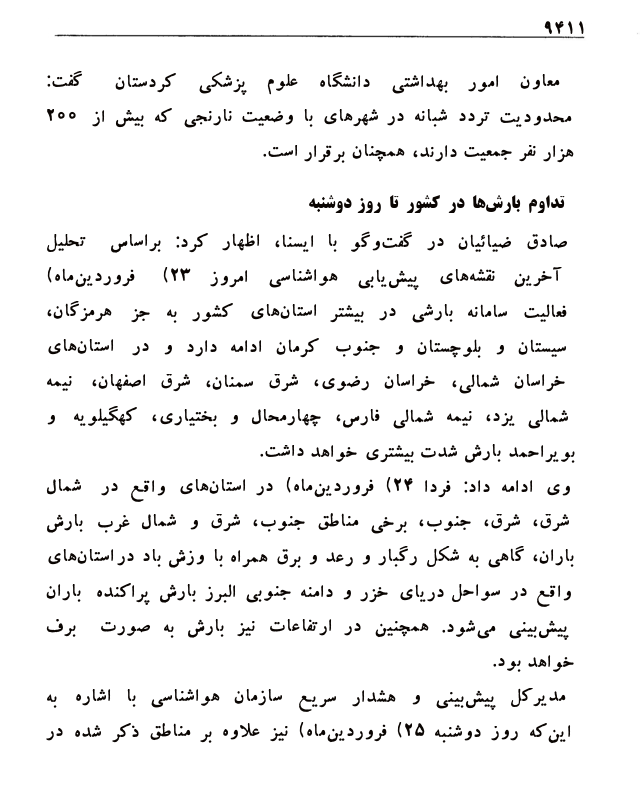 ۹۴۱۱
معاون امور بهداشتی دانشگاه علوم پزشکی کردستان گفت:
محدودیت تردد شبانه در شهرهای با وضعیت نارنجی که بیش از ۲۰۰
هزار نفر جمعیت دارند، همچنان برقرار است.
تداوم بارش‌ها در کشور تا روز دوشنبه
صادق ضیائیان در گفت‌وگو با ایسنا، اظهار کرد: براساس تحلیل
آخرین نقشه‌های پیش‌یابی هواشناسی امروز ۲۳) فروردین‌ماه)
فعالیت سامانه بارشی در بیشتر استان‌های کشور به جز هرمزگان،
سیستان و بلوچستان و جنوب کرمان ادامه دارد و در استان‌های
خراسان شمالی، خراسان رضوی، شرق سمنان، شرق اصفهان، نیمه
شمالی یزد، نیمه شمالی فارس، چهارمحال و بختیاری، کهگیلویه و
بویراحمد بارش شدت بیشتری خواهد داشت.
وی ادامه داد: فردا ۲۴) فروردین‌ماه) در استان‌های واقع در شمال
شرق، شرق، جنوب، برخی مناطق جنوب، شرق و شمال غرب بارش
باران، گاهی به شکل رگبار و رعد و برق همراه با وزش باد دراستان‌های
واقع در سواحل دریای خزر و دامنه جنوبی البرز بارش پراکنده باران
پیش‌بینی می‌شود. همچنین در ارتفاعات نیز بارش به صورت برف
خواهد بود.
مدیرکل پیش‌بینی و هشدار سریع سازمان هواشناسی با اشاره به
این‌که روز دوشنبه ۲۵) فروردین‌ماه) نیز علاوه بر مناطق ذکر شده در